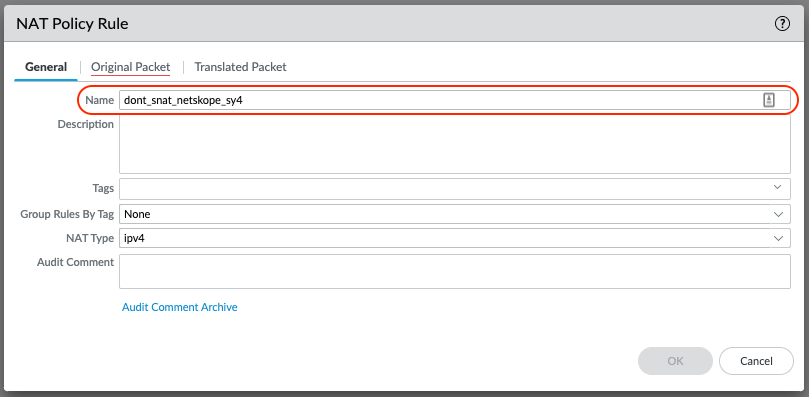 NAT Policy Rule
?
General
Original Packet
Translated Packet
Name dont_snat_netskope_sy4
Description
Tags
Group Rules By Tag None
NAT Type ipv4
Audit Comment
Audit Comment Archive
OK
Cancel